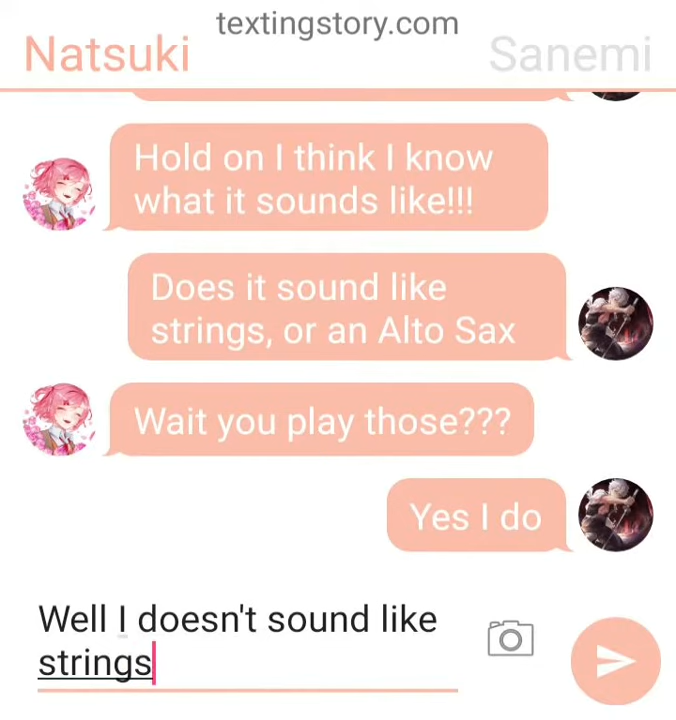 textingstory.com
Natsuki
Sanemi
Hold on I think I know
what it sounds like!!!
Does it sound like
strings, or an Alto Sax
Wait you play those???
Yes I do
Well I doesn't sound like
strings